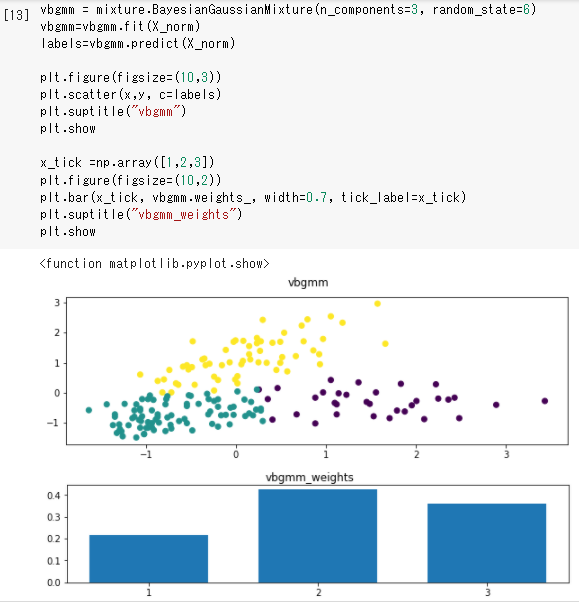 [13] vbgmm = mixture.BayesianGaussianMixture(n_components=3, random_state=6)
vbgmm=vbgmm.fit(X_norm)
labels=vbgmm.predict(X_norm)
plt.figure(figsize=(10,3))
plt.scatter(x,y, c=labels)
plt.suptitle("vbgmm")
plt.show
x_tick =np.array([1,2,3])
plt.figure(figsize=(10,2))
plt.bar(x_tick, vbgmm.weights_, width=0.7, tick_label=x_tick)
plt.suptitle("vbgmm_weights")
plt.show
<function matplotlib.pyplot.show>
vbgmm
3
2
1
0
−1
−1 0 1 2 3
vbgmm_weights
0.4
0.3
0.2
0.1
0.0
1 2 3